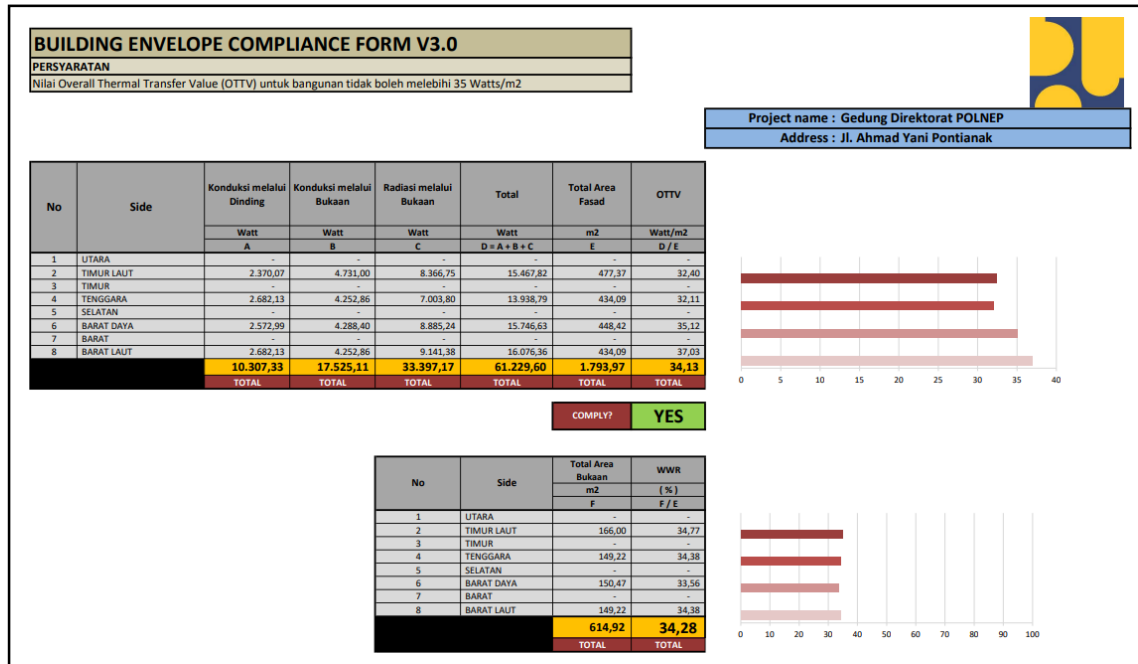 BUILDING ENVELOPE COMPLIANCE FORM V3.0
PERSYARATAN
Nilai Overall Thermal Transfer Value (OTTV) untuk bangunan tidak boleh melebihi 35 Watts/m2
Project name : Gedung Direktorat POLNEP
Address : Jl. Ahmad Yani Pontianak
No Side Konduksi melalui Dinding Konduksi melalui Bukaan Radiasi melalui Bukaan Total Total Area Fasad OTTV
Watt Watt Watt Watt m2 Watt/m2
A B C D = A + B + C E D / E
1 UTARA - - - - - -
2 TIMUR LAUT 2.370,07 4.731,00 8.366,75 15.467,82 477,37 32,40
3 TIMUR - - - - - -
4 TENGGARA 2.682,13 4.252,86 7.003,80 13.938,79 434,09 32,11
5 SELATAN - - - - - -
6 BARAT DAYA 2.572,99 4.288,40 8.885,24 15.746,63 448,42 35,12
7 BARAT - - - - - -
8 BARAT LAUT 2.682,13 4.252,86 9.141,38 16.076,36 434,09 37,03
10.307,33 17.525,11 33.397,17 61.229,60 1.793,97 34,13
TOTAL TOTAL TOTAL TOTAL TOTAL TOTAL
0 5 10 15 20 25 30 35 40
COMPLY? YES
No Side Total Area Bukaan WWR
m2 ( % )
F F / E
1 UTARA - -
2 TIMUR LAUT 166,00 34,77
3 TIMUR - -
4 TENGGARA 149,22 34,38
5 SELATAN - -
6 BARAT DAYA 150,47 33,56
7 BARAT - -
8 BARAT LAUT 149,22 34,38
614,92 34,28
TOTAL TOTAL
0 10 20 30 40 50 60 70 80 90 100